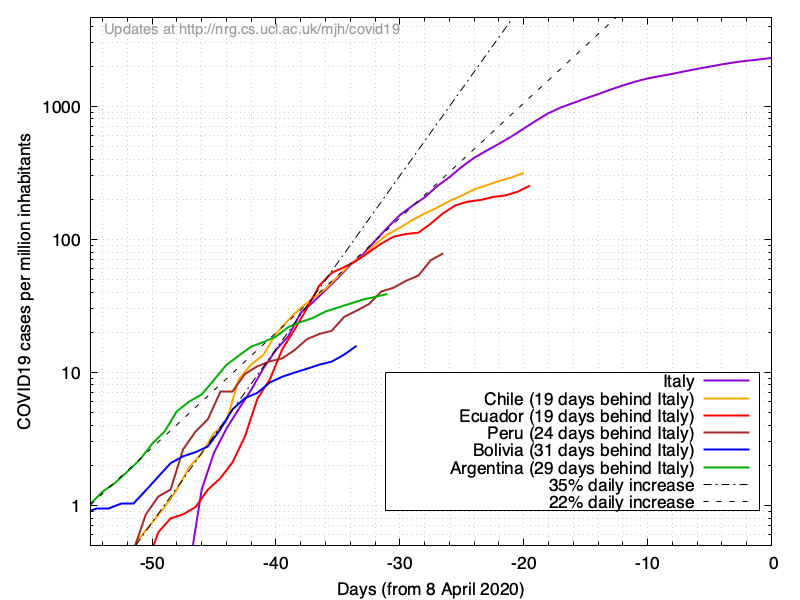 Updates at http://nrg.cs.ucl.ac.uk/mjh/covid19
COVID19 cases per million inhabitants
1000
100
10
1
Italy
Chile (19 days behind Italy)
Ecuador (19 days behind Italy)
Peru (24 days behind Italy)
Bolivia (31 days behind Italy)
Argentina (29 days behind Italy)
35% daily increase
22% daily increase
-50 -40 -30 -20 -10 0
Days (from 8 April 2020)